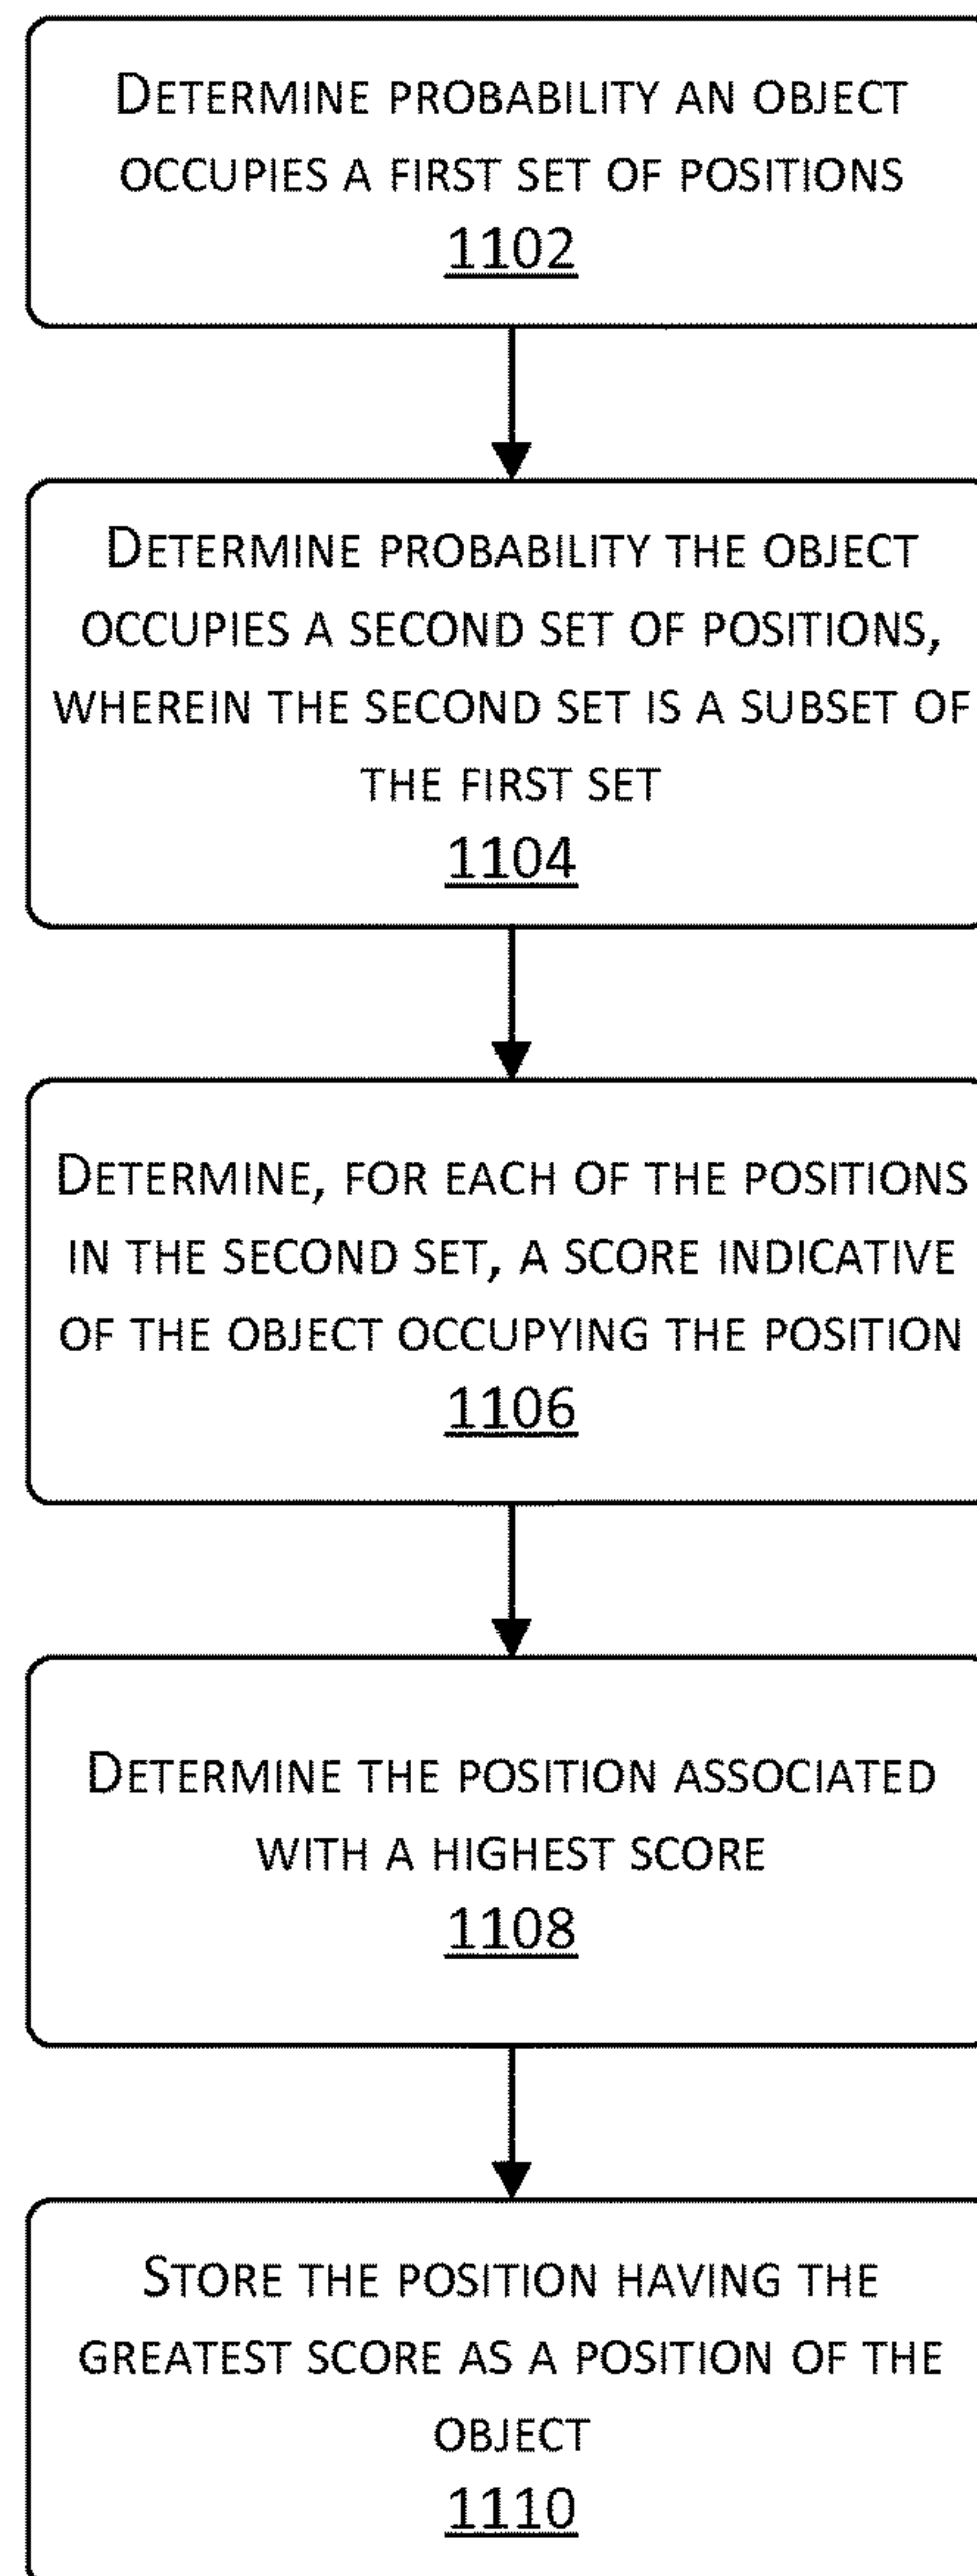 DETERMINE PROBABILITY AN OBJECT
OCCUPIES A FIRST SET OF POSITIONS
1102
DETERMINE PROBABILITY THE OBJECT
OCCUPIES A SECOND SET OF POSITIONS,
WHEREIN THE SECOND SET IS A SUBSET OF
THE FIRST SET
1104
DETERMINE, FOR EACH OF THE POSITIONS
IN THE SECOND SET, A SCORE INDICATIVE
OF THE OBJECT OCCUPYING THE POSITION
1106
DETERMINE THE POSITION ASSOCIATED
WITH A HIGHEST SCORE
1108
STORE THE POSITION HAVING THE
GREATEST SCORE AS A POSITION OF THE
OBJECT
1110